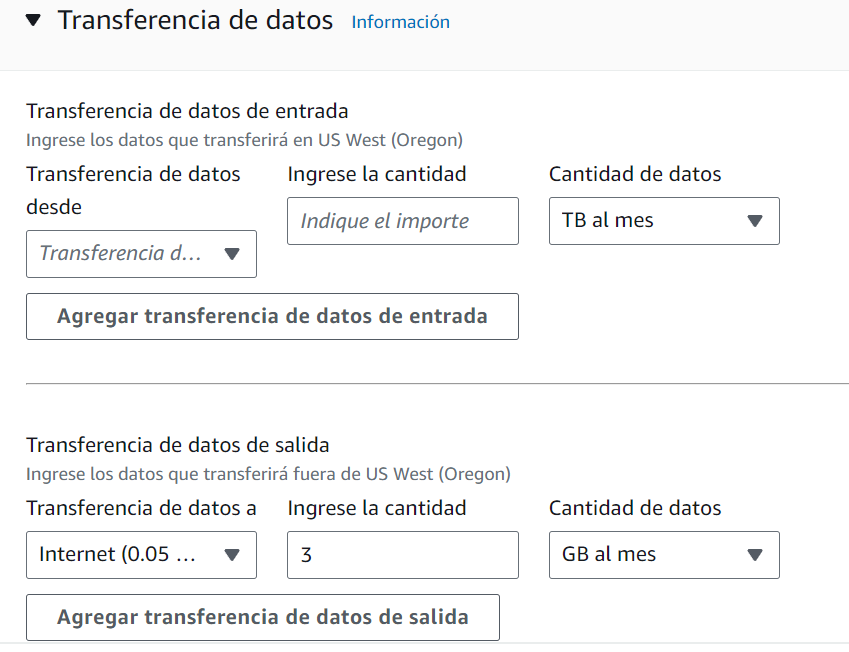 Transferencia de datos Información
Transferencia de datos de entrada
Ingrese los datos que transferirá en US West (Oregon)
Transferencia de datos desde
Ingrese la cantidad
Cantidad de datos
Transferencia d...
Indique el importe
TB al mes
Agregar transferencia de datos de entrada
Transferencia de datos de salida
Ingrese los datos que transferirá fuera de US West (Oregon)
Transferencia de datos a
Ingrese la cantidad
Cantidad de datos
Internet (0.05 ...
3
GB al mes
Agregar transferencia de datos de salida